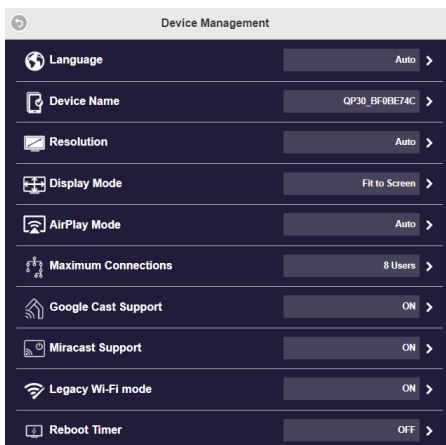 Device Management
Language Auto
Device Name QP30_BF0BE74C
Resolution Auto
Display Mode Fit to Screen
AirPlay Mode Auto
Maximum Connections 8 Users
Google Cast Support ON
Miracast Support ON
Legacy Wi-Fi mode ON
Reboot Timer OFF